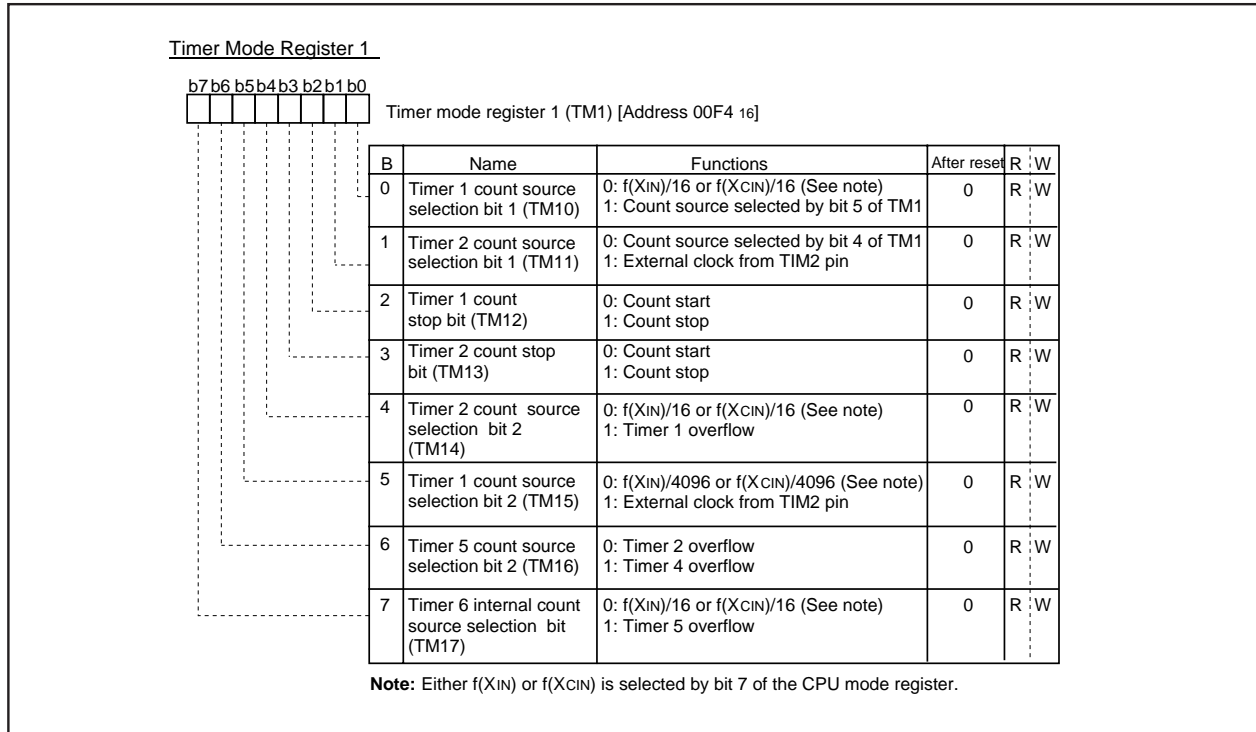 Timer Mode Register 1
b7 b6 b5 b4 b3 b2 b1 b0
Timer mode register 1 (TM1) [Address 00F4 16]
B Name Functions After reset R W
0 Timer 1 count source 0: f(XIN)/16 or f(XCIN)/16 (See note) 0 R W
selection bit 1 (TM10) 1: Count source selected by bit 5 of TM1
1 Timer 2 count source 0: Count source selected by bit 4 of TM1 0 R W
selection bit 1 (TM11) 1: External clock from TIM2 pin
2 Timer 1 count 0: Count start 0 R W
stop bit (TM12) 1: Count stop
3 Timer 2 count stop 0: Count start 0 R W
bit (TM13) 1: Count stop
4 Timer 2 count source 0: f(XIN)/16 or f(XCIN)/16 (See note) 0 R W
selection bit 2 1: Timer 1 overflow
(TM14)
5 Timer 1 count source 0: f(XIN)/4096 or f(XCIN)/4096 (See note) 0 R W
selection bit 2 (TM15) 1: External clock from TIM2 pin
6 Timer 5 count source 0: Timer 2 overflow 0 R W
selection bit 2 (TM16) 1: Timer 4 overflow
7 Timer 6 internal count 0: f(XIN)/16 or f(XCIN)/16 (See note) 0 R W
source selection bit 1: Timer 5 overflow
(TM17)
Note: Either f(XIN) or f(XCIN) is selected by bit 7 of the CPU mode register.